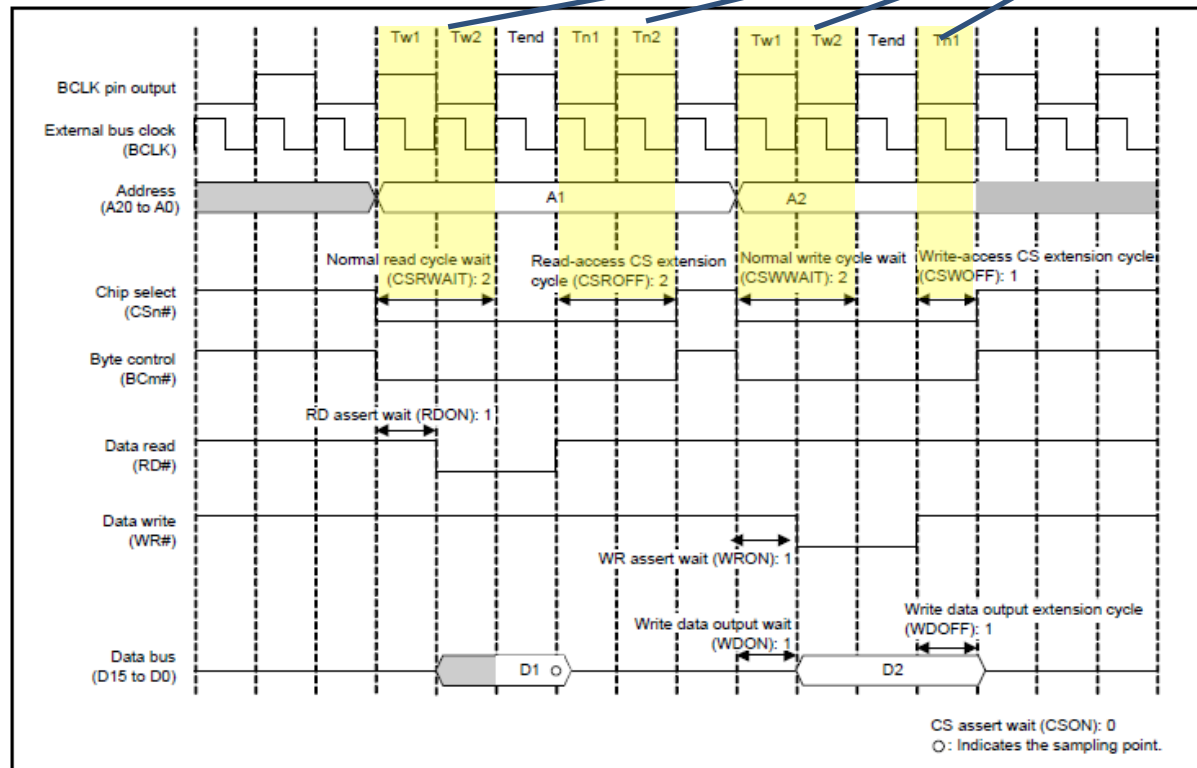 Tw1 Tw2 Tend Tn1 Tn2 Tw1 Tw2 Tend Tn1
BCLK pin output
External bus clock
(BCLK)
Address
(A20 to A0)
A1
A2
Normal read cycle wait
(CSRWAIT): 2
Read-access CS extension
cycle (CSROFF): 2
Normal write cycle wait
(CSWWAIT): 2
Write-access CS extension cycle
(CSWOFF): 1
Chip select
(CSn#)
Byte control
(BCm#)
RD assert wait (RDON): 1
Data read
(RD#)
Data write
(WR#)
WR assert wait (WRON): 1
Write data output wait
(WDON): 1
Write data output extension cycle
(WDOFF): 1
Data bus
(D15 to D0)
D1
D2
CS assert wait (CSON): 0
O: Indicates the sampling point.